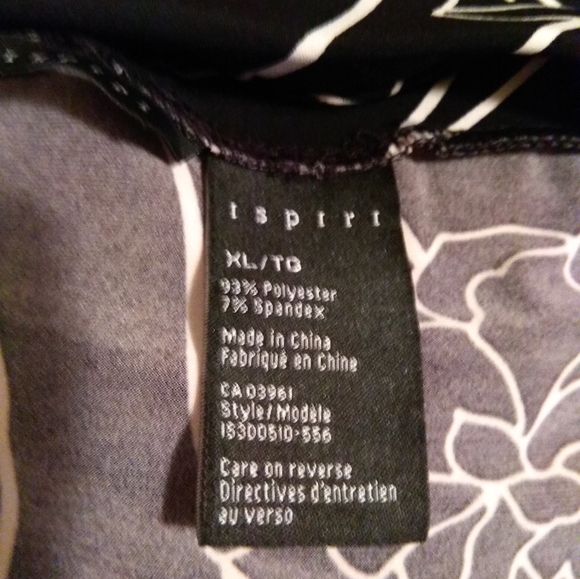 ispiri
XL/TG
93% Polyester
7% Spandex
Made in China
Fabriqué en Chine
CA 03961
Style/Modèle
IS300510-556
Care on reverse
Directives d'entretien
au verso